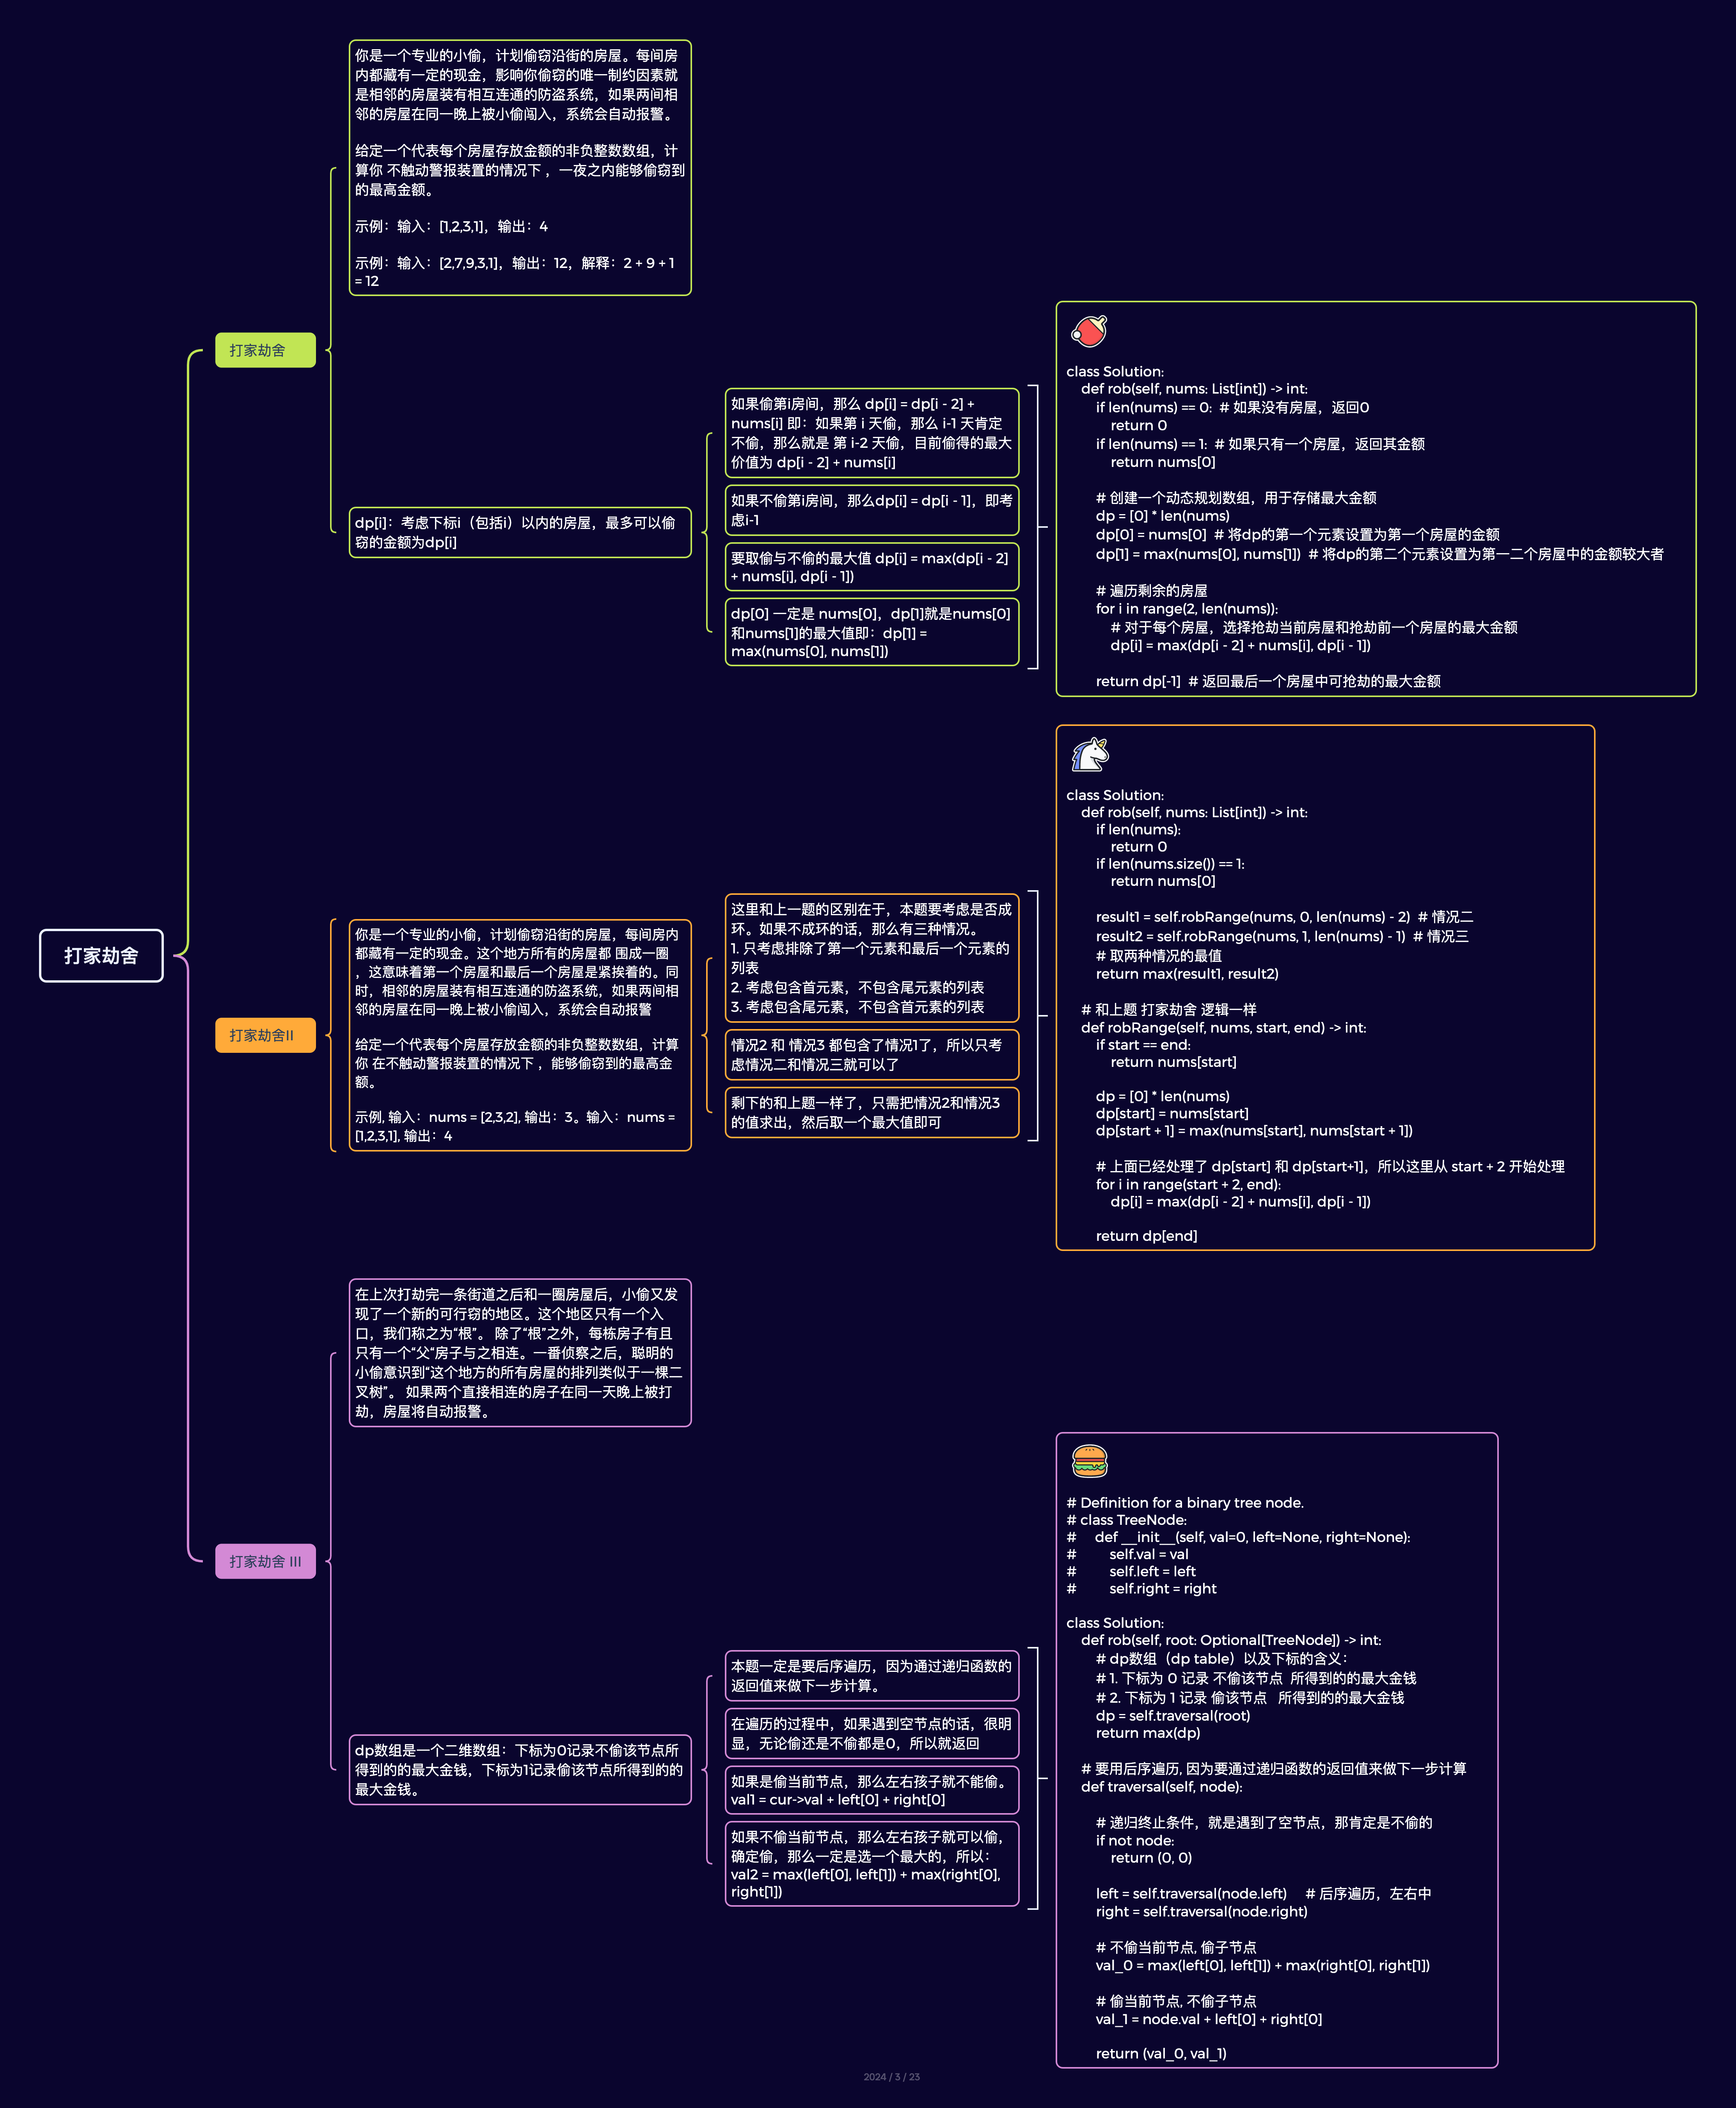 打家劫舍
打家劫舍
你是一个专业的小偷，计划偷窃沿街的房屋。每间房
内都藏有一定的现金，影响你偷窃的唯一制约因素就
是相邻的房屋装有相互连通的防盗系统，如果两间相
邻的房屋在同一晚上被小偷闯入，系统会自动报警。
给定一个代表每个房屋存放金额的非负整数数组，计
算你 不触动警报装置的情况下 ，一夜之内能够偷窃到
的最高金额。
示例：输入：[1,2,3,1]，输出：4
示例：输入：[2,7,9,3,1]，输出：12，解释：2 + 9 + 1
= 12
dp[i]：考虑下标i（包括i）以内的房屋，最多可以偷
窃的金额为dp[i]
如果偷第i房间，那么 dp[i] = dp[i - 2] +
nums[i] 即：如果第 i 天偷，那么 i-1 天肯定
不偷，那么就是 第 i-2 天偷，目前偷得的最大
价值为 dp[i - 2] + nums[i]
如果不偷第i房间，那么dp[i] = dp[i - 1]，即考
虑i-1
要取偷与不偷的最大值 dp[i] = max(dp[i - 2]
+ nums[i], dp[i - 1])
dp[0] 一定是 nums[0]，dp[1]就是nums[0]
和nums[1]的最大值即：dp[1] =
max(nums[0], nums[1])
class Solution:
def rob(self, nums: List[int]) -> int:
if len(nums) == 0:  # 如果没有房屋，返回0
return 0
if len(nums) == 1:  # 如果只有一个房屋，返回其金额
return nums[0]
# 创建一个动态规划数组，用于存储最大金额
dp = [0] * len(nums)
dp[0] = nums[0]  # 将dp的第一个元素设置为第一个房屋的金额
dp[1] = max(nums[0], nums[1])  # 将dp的第二个元素设置为第一二个房屋中的金额较大者
# 遍历剩余的房屋
for i in range(2, len(nums)):
# 对于每个房屋，选择抢劫当前房屋和抢劫前一个房屋的最大金额
dp[i] = max(dp[i - 2] + nums[i], dp[i - 1])
return dp[-1]  # 返回最后一个房屋中可抢劫的最大金额
打家劫舍II
你是一个专业的小偷，计划偷窃沿街的房屋，每间房内
都藏有一定的现金。这个地方所有的房屋都 围成一圈
，这意味着第一个房屋和最后一个房屋是紧挨着的。同
时，相邻的房屋装有相互连通的防盗系统，如果两间相
邻的房屋在同一晚上被小偷闯入，系统会自动报警
给定一个代表每个房屋存放金额的非负整数数组，计算
你 在不触动警报装置的情况下 ，能够偷窃到的最高金
额。
示例, 输入：nums = [2,3,2], 输出：3。输入：nums =
[1,2,3,1], 输出：4
这里和上一题的区别在于，本题要考虑是否成
环。如果不成环的话，那么有三种情况。
1. 只考虑排除了第一个元素和最后一个元素的
列表
2. 考虑包含首元素，不包含尾元素的列表
3. 考虑包含尾元素，不包含首元素的列表
情况2 和 情况3 都包含了情况1了，所以只考
虑情况二和情况三就可以了
剩下的和上题一样了，只需把情况2和情况3
的值求出，然后取一个最大值即可
class Solution:
def rob(self, nums: List[int]) -> int:
if len(nums):
return 0
if len(nums.size()) == 1:
return nums[0]
result1 = self.robRange(nums, 0, len(nums) - 2)  # 情况二
result2 = self.robRange(nums, 1, len(nums) - 1)  # 情况三
# 取两种情况的最值
return max(result1, result2)
# 和上题 打家劫舍 逻辑一样
def robRange(self, nums, start, end) -> int:
if start == end:
return nums[start]
dp = [0] * len(nums)
dp[start] = nums[start]
dp[start + 1] = max(nums[start], nums[start + 1])
# 上面已经处理了 dp[start] 和 dp[start+1]，所以这里从 start + 2 开始处理
for i in range(start + 2, end):
dp[i] = max(dp[i - 2] + nums[i], dp[i - 1])
return dp[end]
打家劫舍 III
在上次打劫完一条街道之后和一圈房屋后，小偷又发
现了一个新的可行窃的地区。这个地区只有一个入
口，我们称之为“根”。 除了“根”之外，每栋房子有且
只有一个“父“房子与之相连。一番侦察之后，聪明的
小偷意识到“这个地方的所有房屋的排列类似于一棵二
叉树”。 如果两个直接相连的房子在同一天晚上被打
劫，房屋将自动报警。
dp数组是一个二维数组：下标为0记录不偷该节点所
得到的的最大金钱，下标为1记录偷该节点所得到的的
最大金钱。
本题一定是要后序遍历，因为通过递归函数的
返回值来做下一步计算。
在遍历的过程中，如果遇到空节点的话，很明
显，无论偷还是不偷都是0，所以就返回
如果是偷当前节点，那么左右孩子就不能偷。
val1 = cur->val + left[0] + right[0]
如果不偷当前节点，那么左右孩子就可以偷，
确定偷，那么一定是选一个最大的，所以：
val2 = max(left[0], left[1]) + max(right[0],
right[1])
# Definition for a binary tree node.
# class TreeNode:
#     def __init__(self, val=0, left=None, right=None):
#         self.val = val
#         self.left = left
#         self.right = right
class Solution:
def rob(self, root: Optional[TreeNode]) -> int:
# dp数组（dp table）以及下标的含义：
# 1. 下标为 0 记录 不偷该节点  所得到的的最大金钱
# 2. 下标为 1 记录 偷该节点   所得到的的最大金钱
dp = self.traversal(root)
return max(dp)
# 要用后序遍历, 因为要通过递归函数的返回值来做下一步计算
def traversal(self, node):
# 递归终止条件，就是遇到了空节点，那肯定是不偷的
if not node:
return (0, 0)
left = self.traversal(node.left)     # 后序遍历，左右中
right = self.traversal(node.right)
# 不偷当前节点, 偷子节点
val_0 = max(left[0], left[1]) + max(right[0], right[1])
# 偷当前节点, 不偷子节点
val_1 = node.val + left[0] + right[0]
return (val_0, val_1)
2024 / 3 / 23